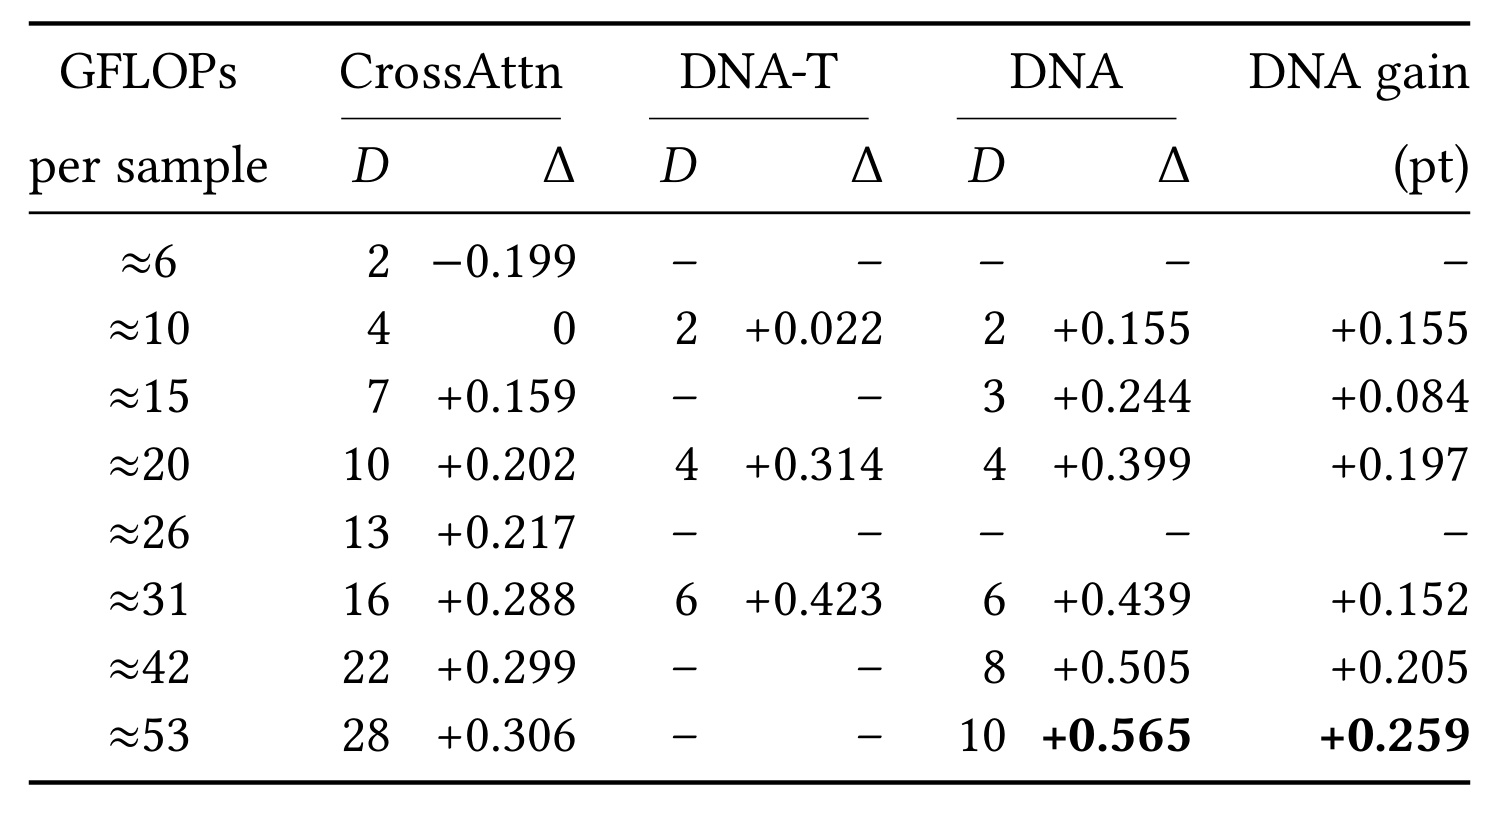 GFLOPs CrossAttn DNA-T DNA DNA gain
per sample D Δ D Δ D Δ (pt)
≈6 2 −0.199 – – – – –
≈10 4 0 2 +0.022 2 +0.155 +0.155
≈15 7 +0.159 – – 3 +0.244 +0.084
≈20 10 +0.202 4 +0.314 4 +0.399 +0.197
≈26 13 +0.217 – – – – –
≈31 16 +0.288 6 +0.423 6 +0.439 +0.152
≈42 22 +0.299 – – 8 +0.505 +0.205
≈53 28 +0.306 – – 10 +0.565 +0.259